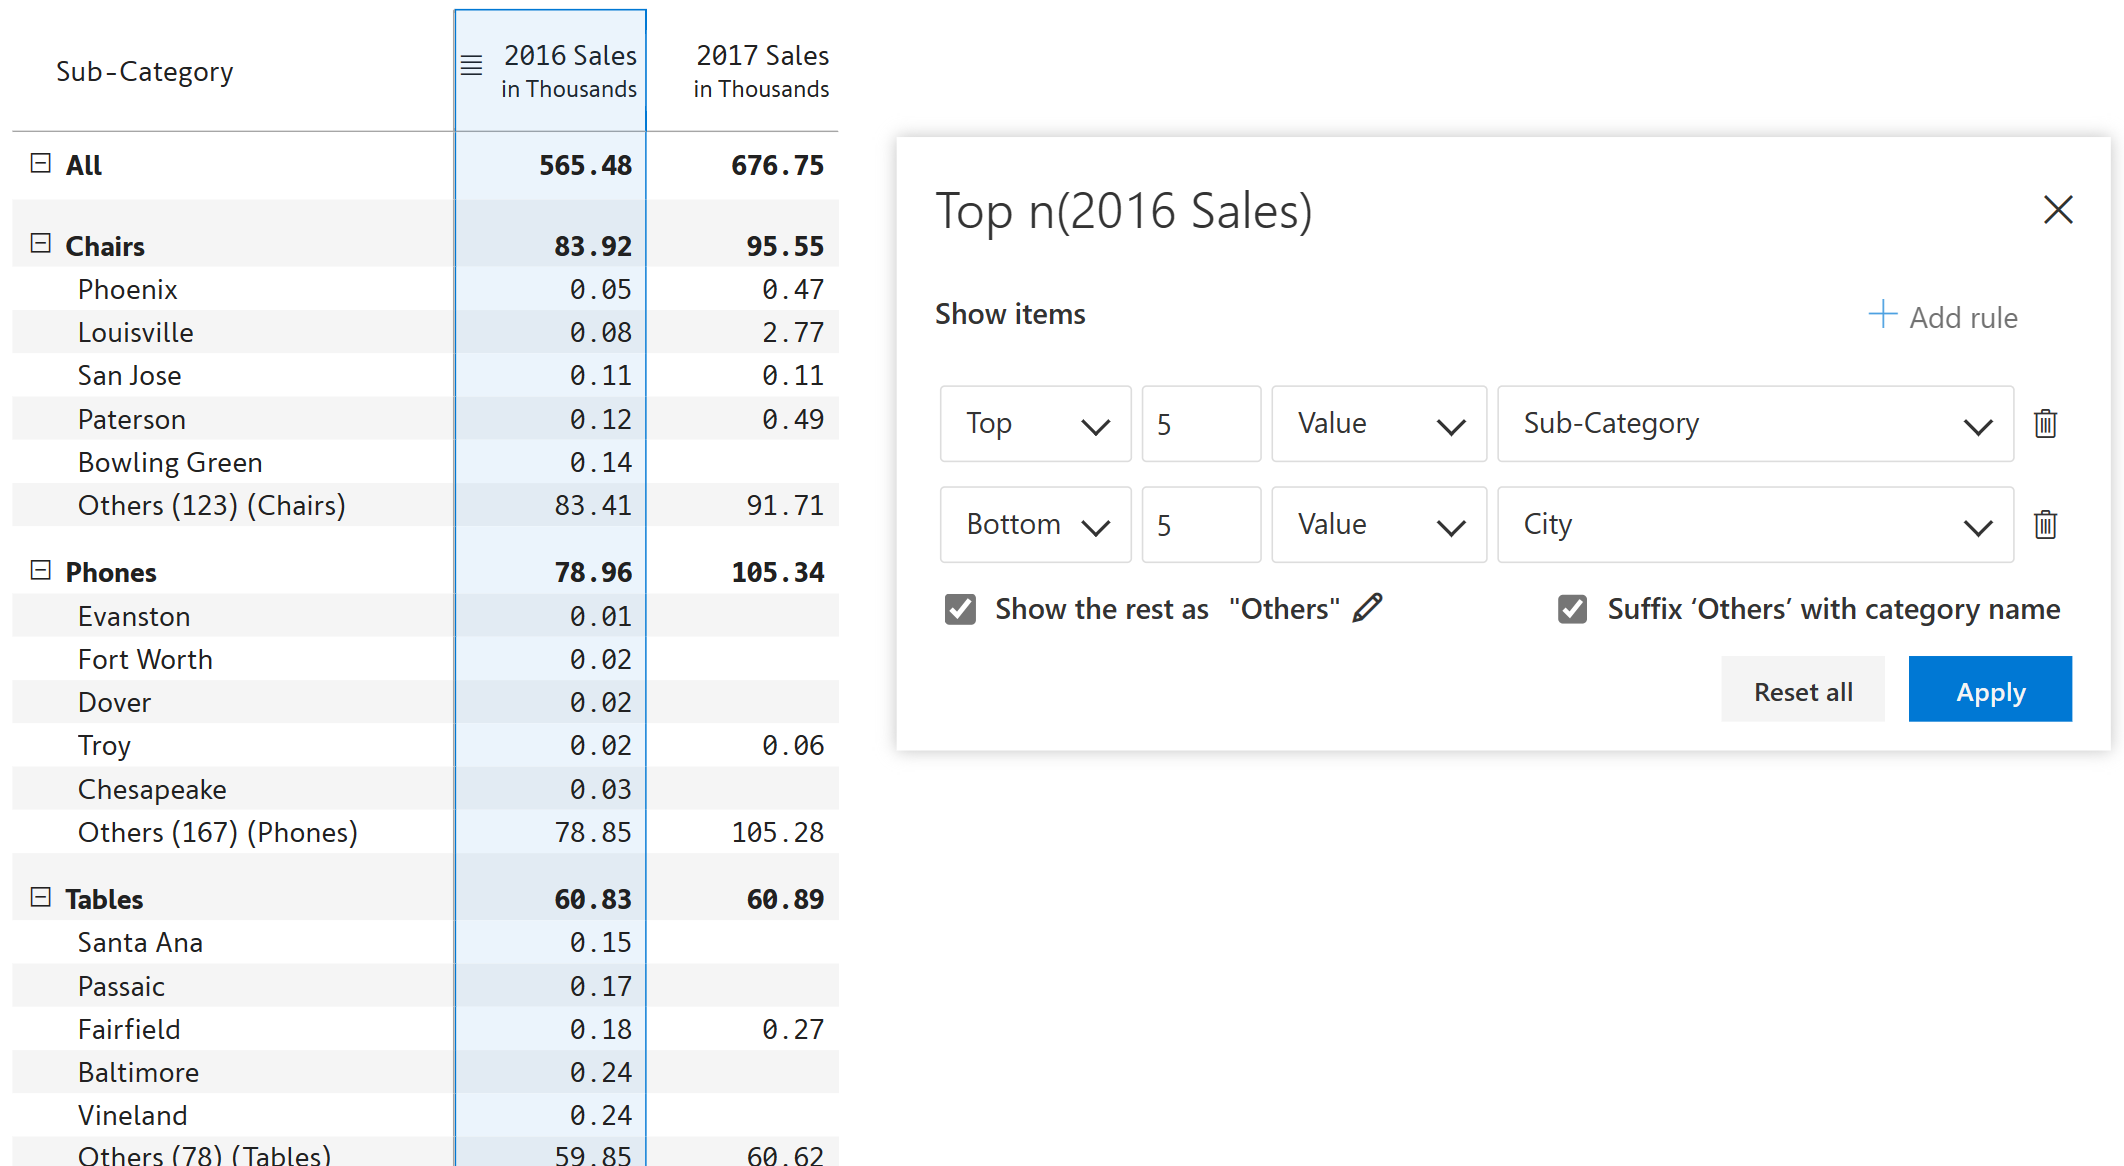 Sub-Category 2016 Sales 2017 Sales
in Thousands in Thousands
All 565.48 676.75
Chairs 83.92 95.55
Phoenix 0.05 0.47
Louisville 0.08 2.77
San Jose 0.11 0.11
Paterson 0.12 0.49
Bowling Green 0.14
Others (123) (Chairs) 83.41 91.71
Phones 78.96 105.34
Evanston 0.01
Fort Worth 0.02
Dover 0.02
Troy 0.02 0.06
Chesapeake 0.03
Others (167) (Phones) 78.85 105.28
Tables 60.83 60.89
Santa Ana 0.15
Passaic 0.17
Fairfield 0.18 0.27
Baltimore 0.24
Vineland 0.24
Others (78) (Tables) 59.85 60.62
Top n(2016 Sales)
Show items Add rule
Top 5 Value Sub-Category
Bottom 5 Value City
Show the rest as "Others" Suffix ‘Others’ with category name
Reset all Apply